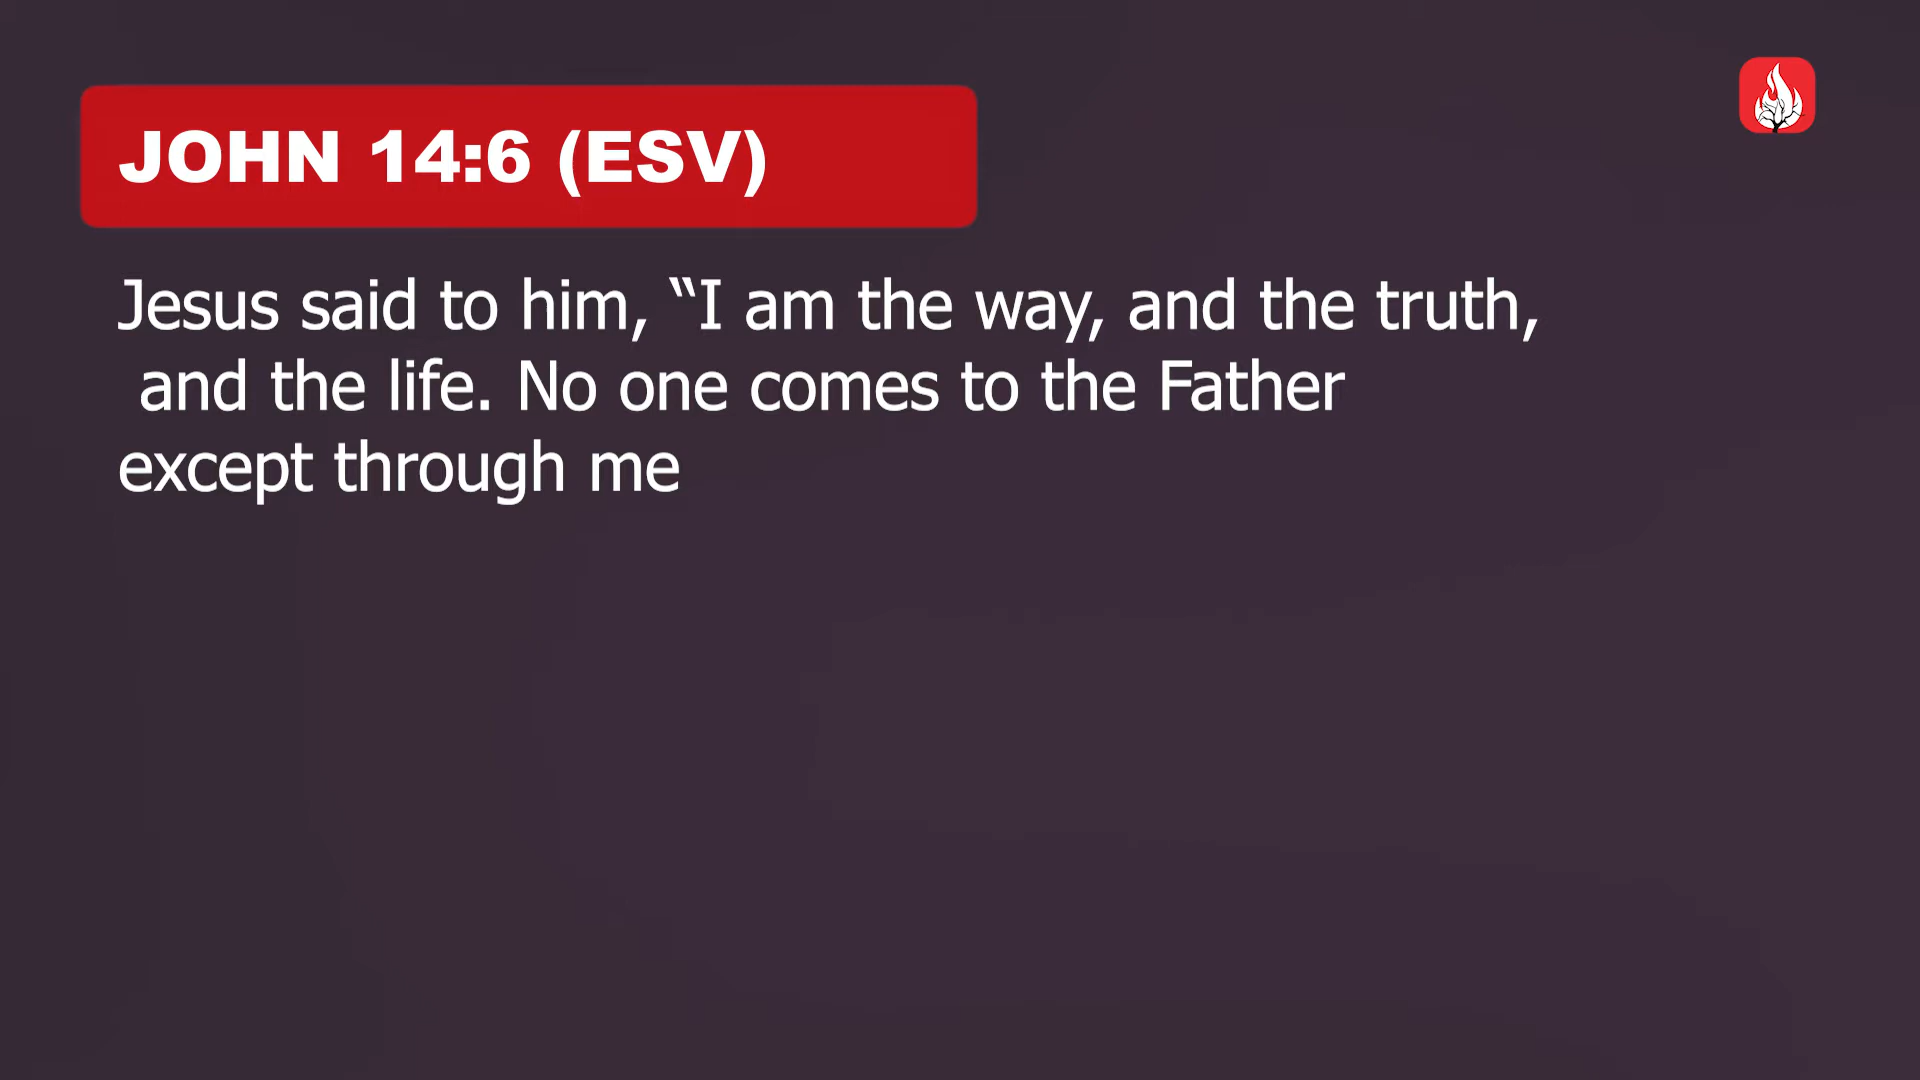 JOHN 14:6 (ESV)
Jesus said to him, “I am the way, and the truth,
and the life. No one comes to the Father
except through me